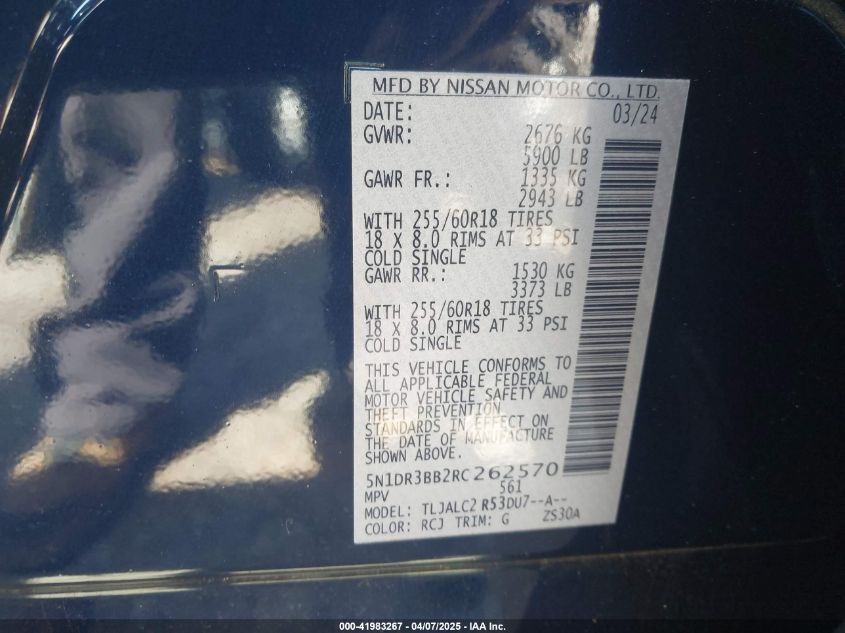 MFD BY NISSAN MOTOR CO., LTD.
DATE: 03/24
GVWR: 2676 KG
5900 LB
GAWR FR.: 1335 KG
2943 LB
WITH 255/60R18 TIRES
18 X 8.0 RIMS AT 33 PSI
COLD SINGLE
GAWR RR.: 1530 KG
3373 LB
WITH 255/60R18 TIRES
18 X 8.0 RIMS AT 33 PSI
COLD SINGLE
THIS VEHICLE CONFORMS TO
ALL APPLICABLE FEDERAL
MOTOR VEHICLE SAFETY AND
THEFT PREVENTION
STANDARDS IN EFFECT ON
THE DATE OF MANUFACTURE
SHOWN ABOVE.
5N1DR3BB2RC262570
MPV 561
MODEL: TLJALC2 R53DU7--A--
COLOR: RCJ TRIM: G ZS30A
000-41983267 - 04/07/2025 - IAA Inc.